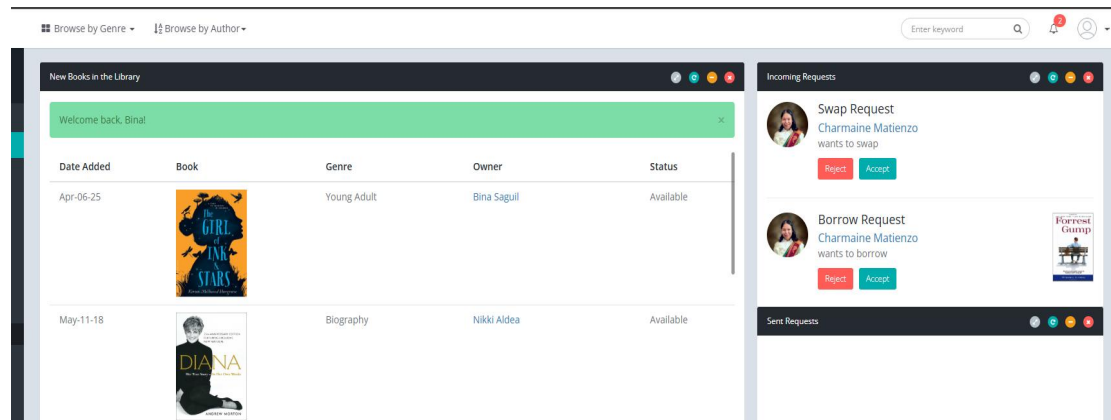 Browse by Genre
Browse by Author
Enter keyword
2
New Books in the Library
Welcome back, Bina!
×
Date Added Book Genre Owner Status
Apr-06-25 Young Adult Bina Saguil Available
The
GIRL
of
INK
&
STARS
May-11-18 Biography Nikki Aldea Available
DIANA
ANDREW MORTON
Incoming Requests
Swap Request
Charmaine Matienzo
wants to swap
Reject Accept
Borrow Request
Charmaine Matienzo
wants to borrow
Reject Accept
Forrest
Gump
Sent Requests